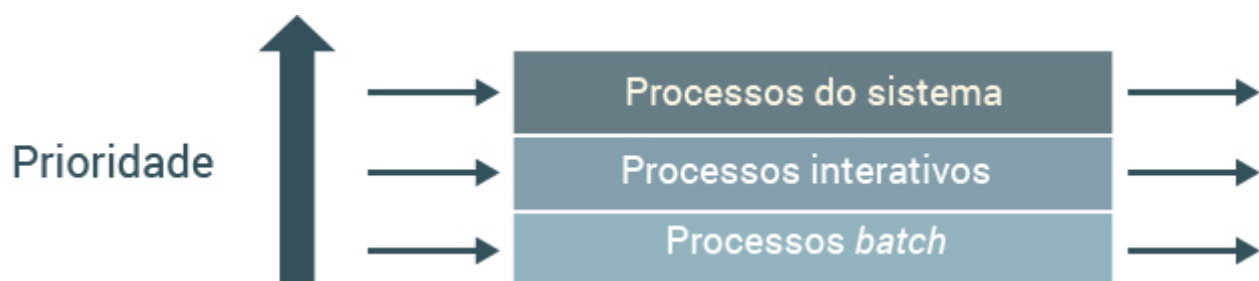 Processos do sistema
Prioridade
Processos interativos
Processos batch